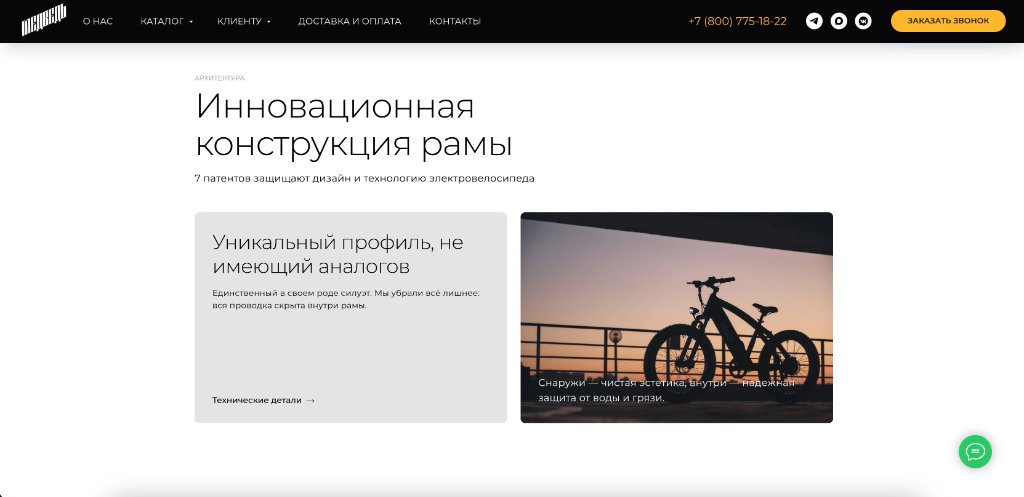 О НАС
КАТАЛОГ
КЛИЕНТУ
ДОСТАВКА И ОПЛАТА
КОНТАКТЫ
+7 (800) 775-18-22
ЗАКАЗАТЬ ЗВОНОК
АРХИТЕКТУРА
Инновационная
конструкция рамы
7 патентов защищают дизайн и технологию электровелосипеда
Уникальный профиль, не
имеющий аналогов
Единственный в своем роде силуэт. Мы убрали всё лишнее:
вся проводка скрыта внутри рамы.
Технические детали →
Снаружи — чистая эстетика, внутри — надежная
защита от воды и грязи.